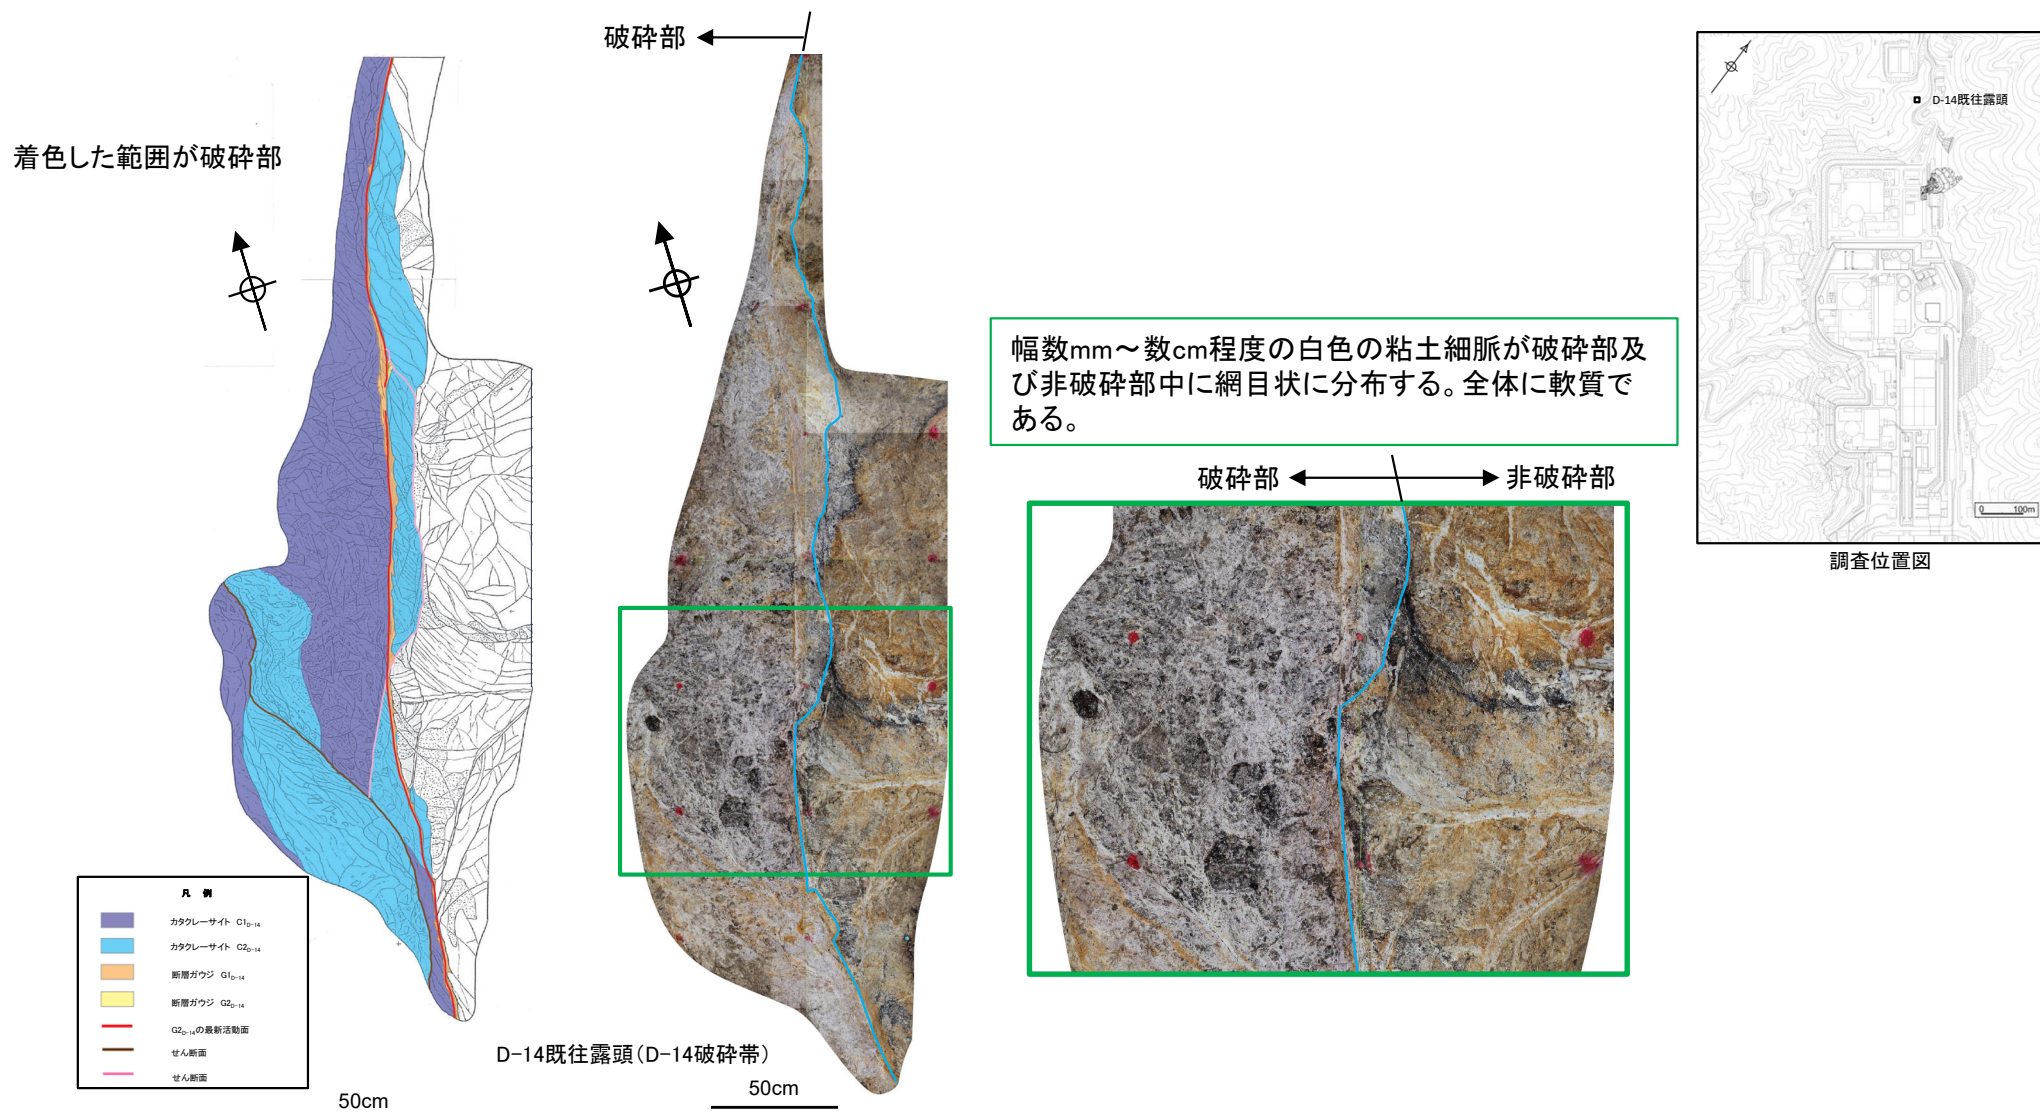 破砕部
着色した範囲が破砕部
D-14既往露頭
0 100m
調査位置図
幅数mm~数cm程度の白色の粘土細脈が破砕部及
び非破砕部中に網目状に分布する。全体に軟質で
ある。
破砕部
非破砕部
凡 例
カタクレーサイト C1D-14
カタクレーサイト C2D-14
断層ガウジ G1D-14
断層ガウジ G2D-14
G2D-14の最新活動面
せん断面
せん断面
D-14既往露頭(D-14破砕帯)
50cm
50cm